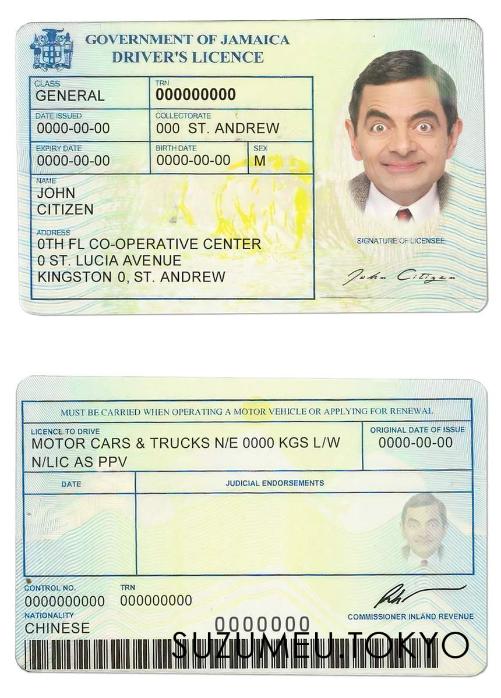 GOVERNMENT OF JAMAICA
DRIVER'S LICENCE
CLASS
GENERAL
TRN
000000000
DATE ISSUED
0000-00-00
COLLECTORATE
000 ST. ANDREW
EXPIRY DATE
0000-00-00
BIRTH DATE
0000-00-00
SEX
M
NAME
JOHN
CITIZEN
ADDRESS
0TH FL CO-OPERATIVE CENTER
0 ST. LUCIA AVENUE
KINGSTON 0, ST. ANDREW
SIGNATURE OF LICENSEE
John Citizen
MUST BE CARRIED WHEN OPERATING A MOTOR VEHICLE OR APPLYING FOR RENEWAL
LICENCE TO DRIVE
MOTOR CARS & TRUCKS N/E 0000 KGS L/W
N/LIC AS PPV
ORIGINAL DATE OF ISSUE
0000-00-00
DATE
JUDICIAL ENDORSEMENTS
CONTROL NO.
0000000000
TRN
000000000
NATIONALITY
CHINESE
0000000
COMMISSIONER INLAND REVENUE
SUZUMEU.TOKYO